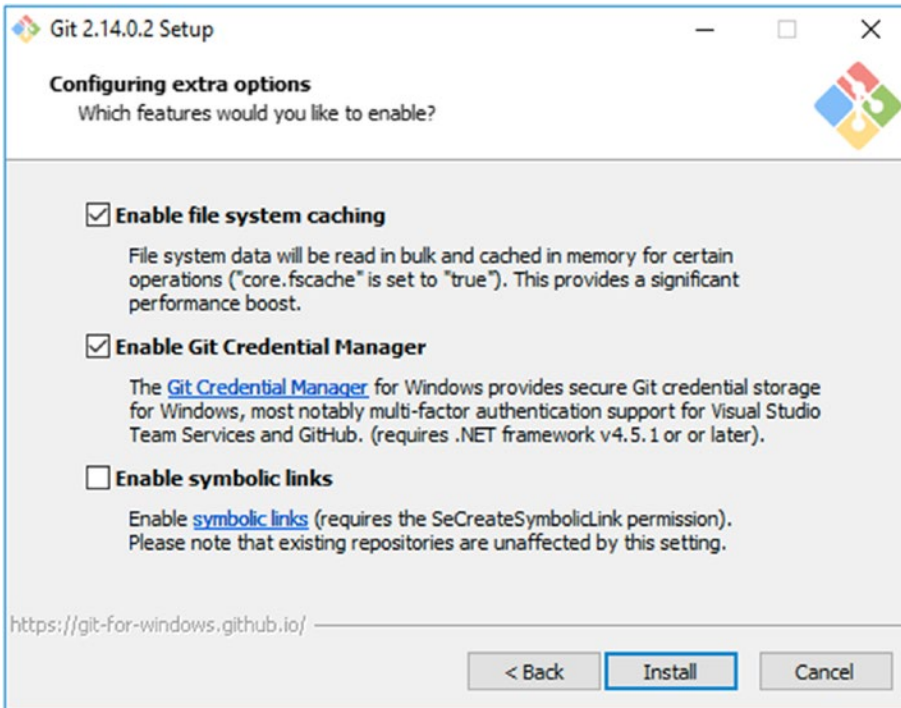 Git 2.14.0.2 Setup
Configuring extra options
Which features would you like to enable?
Enable file system caching
File system data will be read in bulk and cached in memory for certain
operations ("core.fscache" is set to "true"). This provides a significant
performance boost.
Enable Git Credential Manager
The Git Credential Manager for Windows provides secure Git credential storage
for Windows, most notably multi-factor authentication support for Visual Studio
Team Services and GitHub. (requires .NET framework v4.5.1 or or later).
Enable symbolic links
Enable symbolic links (requires the SeCreateSymbolicLink permission).
Please note that existing repositories are unaffected by this setting.
https://git-for-windows.github.io/
< Back Install Cancel